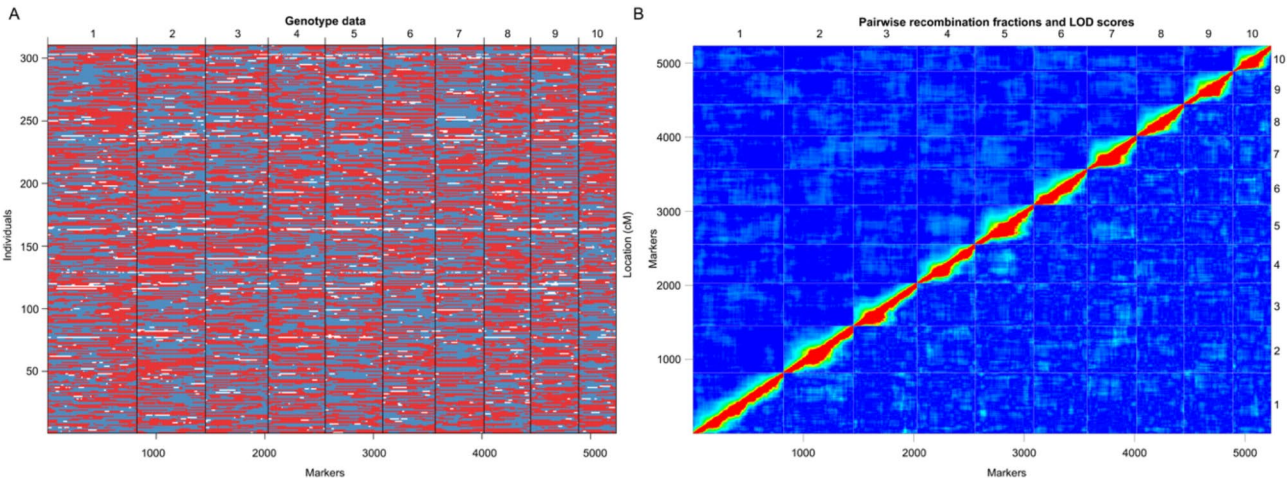 A
Genotype data
1 2 3 4 5 6 7 8 9 10
300
250
200
150
100
50
Individuals
1000 2000 3000 4000 5000
Markers
Location (cM)
B
Pairwise recombination fractions and LOD scores
1 2 3 4 5 6 7 8 9 10
5000
4000
3000
2000
1000
Markers
10
9
8
7
6
5
4
3
2
1
1000 2000 3000 4000 5000
Markers